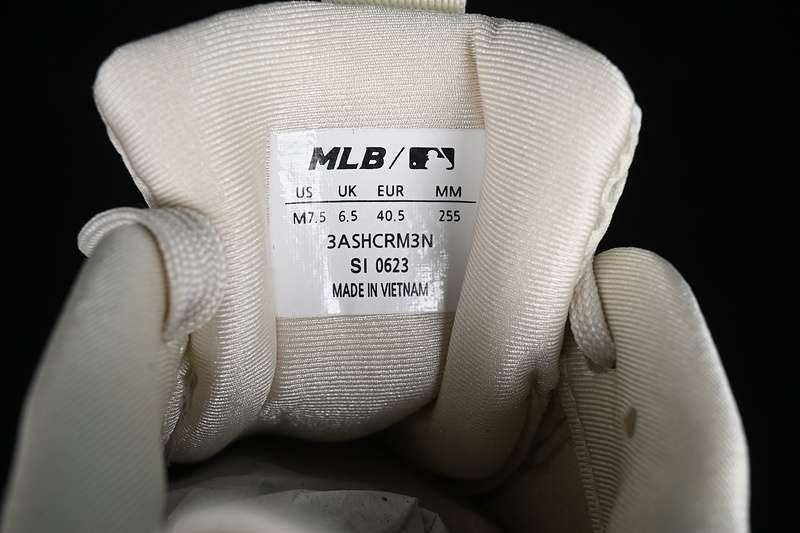 MLB /
US UK EUR MM
M7.5 6.5 40.5 255
3ASHCRM3N
SI 0623
MADE IN VIETNAM